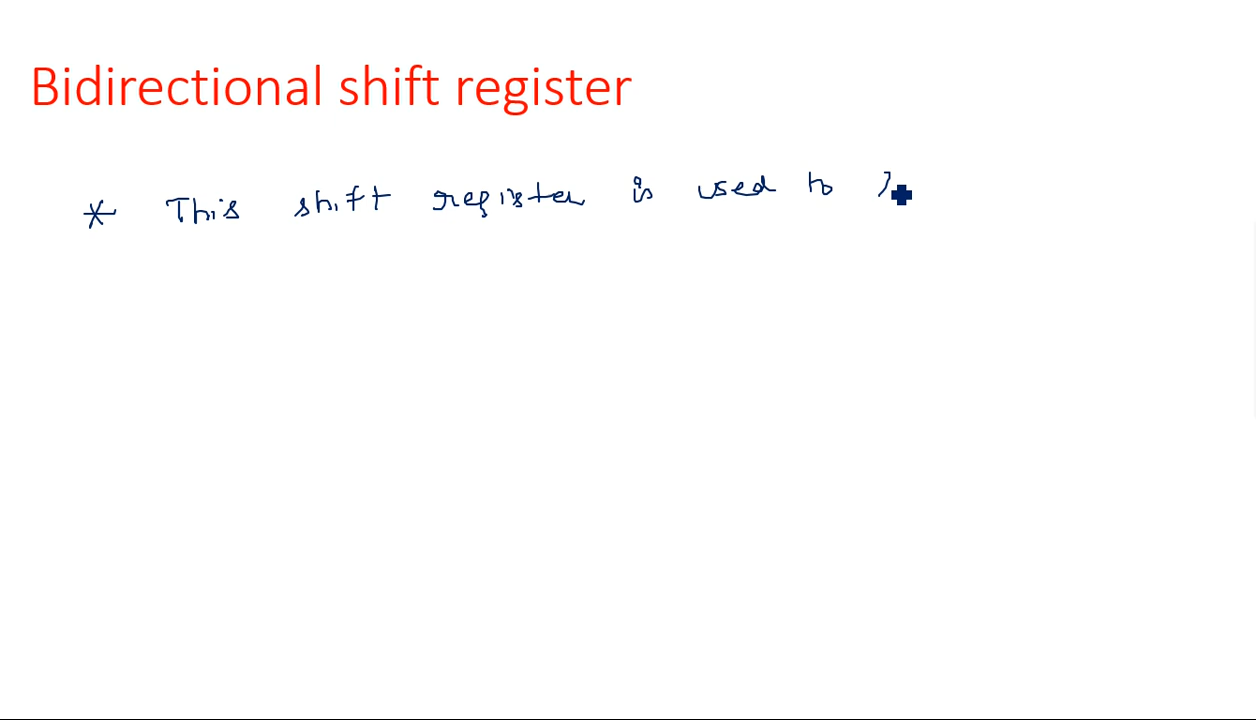 Bidirectional shift register
* This shift register is used to